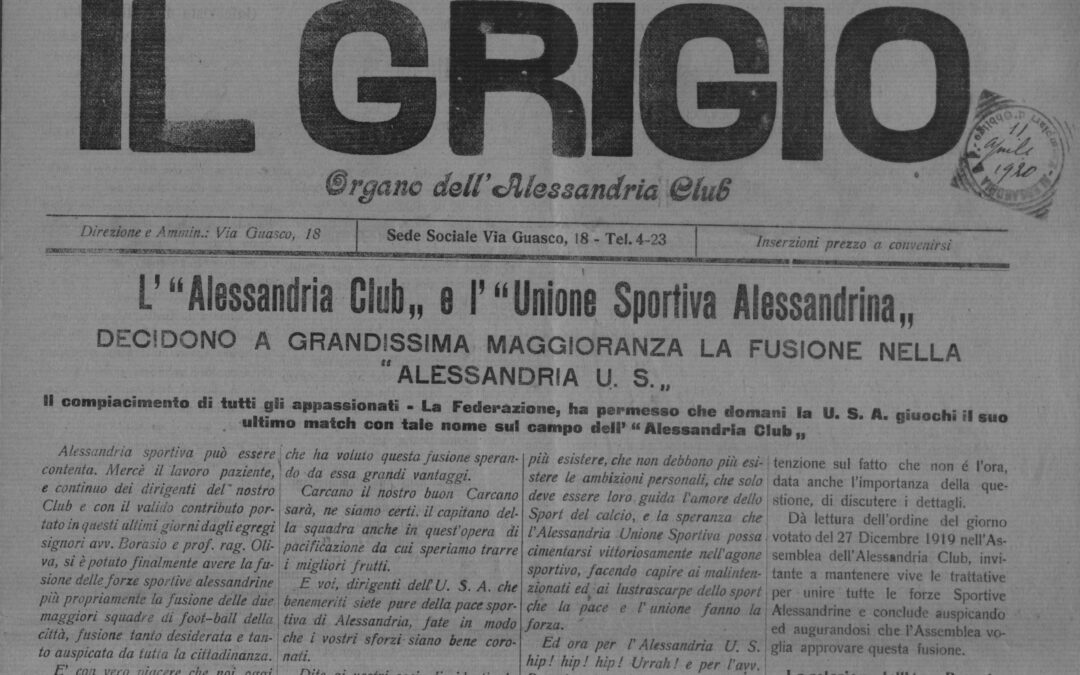 IL GRIGIO
Organo dell'Alessandria Club
11
Aprile
1920
ALESSANDRIA
Direzione e Ammin.: Via Guasco, 18
Sede Sociale Via Guasco, 18 - Tel. 4-23
Inserzioni prezzo a convenirsi
L' “Alessandria Club„ e l' “Unione Sportiva Alessandrina„
DECIDONO A GRANDISSIMA MAGGIORANZA LA FUSIONE NELLA
“ALESSANDRIA U. S.„
Il compiacimento di tutti gli appassionati - La Federazione, ha permesso che domani la U. S. A. giuochi il suo
ultimo match con tale nome sul campo dell' “Alessandria Club„
Alessandria sportiva può essere
contenta. Mercè il lavoro paziente,
e continuo dei dirigenti del nostro
Club e con il valido contributo por-
tato in questi ultimi giorni dagli egregi
signori avv. Borasio e prof. rag. Oli-
va, si è potuto finalmente avere la fu-
sione delle forze sportive alessandrine
più propriamente la fusione delle due
maggiori squadre di foot-ball della
città, fusione tanto desiderata e tan-
to auspicata da tutta la cittadinanza.
E' con vero piacere che noi oggi
che ha voluto questa fusione speran-
do da essa grandi vantaggi.
Carcano il nostro buon Carcano
sarà, ne siamo certi. il capitano del-
la squadra anche in quest'opera di
pacificazione da cui speriamo trarre
i migliori frutti.
E voi, dirigenti dell'U. S. A. che
benemeriti siete pure della pace spor-
tiva di Alessandria, fate in modo
che i vostri sforzi siano bene coro-
nati.
più esistere, che non debbono più esi-
stere le ambizioni personali, che solo
deve essere loro guida l'amore dello
Sport del calcio, e la speranza che
l'Alessandria Unione Sportiva possa
cimentarsi vittoriosamente nell'agone
sportivo, facendo capire ai malinten-
zionati ed ai lustrascarpe dello sport
che la pace e l'unione fanno la
forza.
Ed ora per l'Alessandria U. S.
hip! hip! hip! Urrah! e per l'avv.
tenzione sul fatto che non é l'ora,
data anche l'importanza della que-
stione, di discutere i dettagli.
Dà lettura dell'ordine del giorno
votato del 27 Dicembre 1919 nell'As-
semblea dell'Alessandria Club, invi-
tante a mantenere vive le trattative
per unire tutte le forze Sportive
Alessandrine e conclude auspicando
ed augurandosi che l'Assemblea vo-
glia approvare questa fusione.